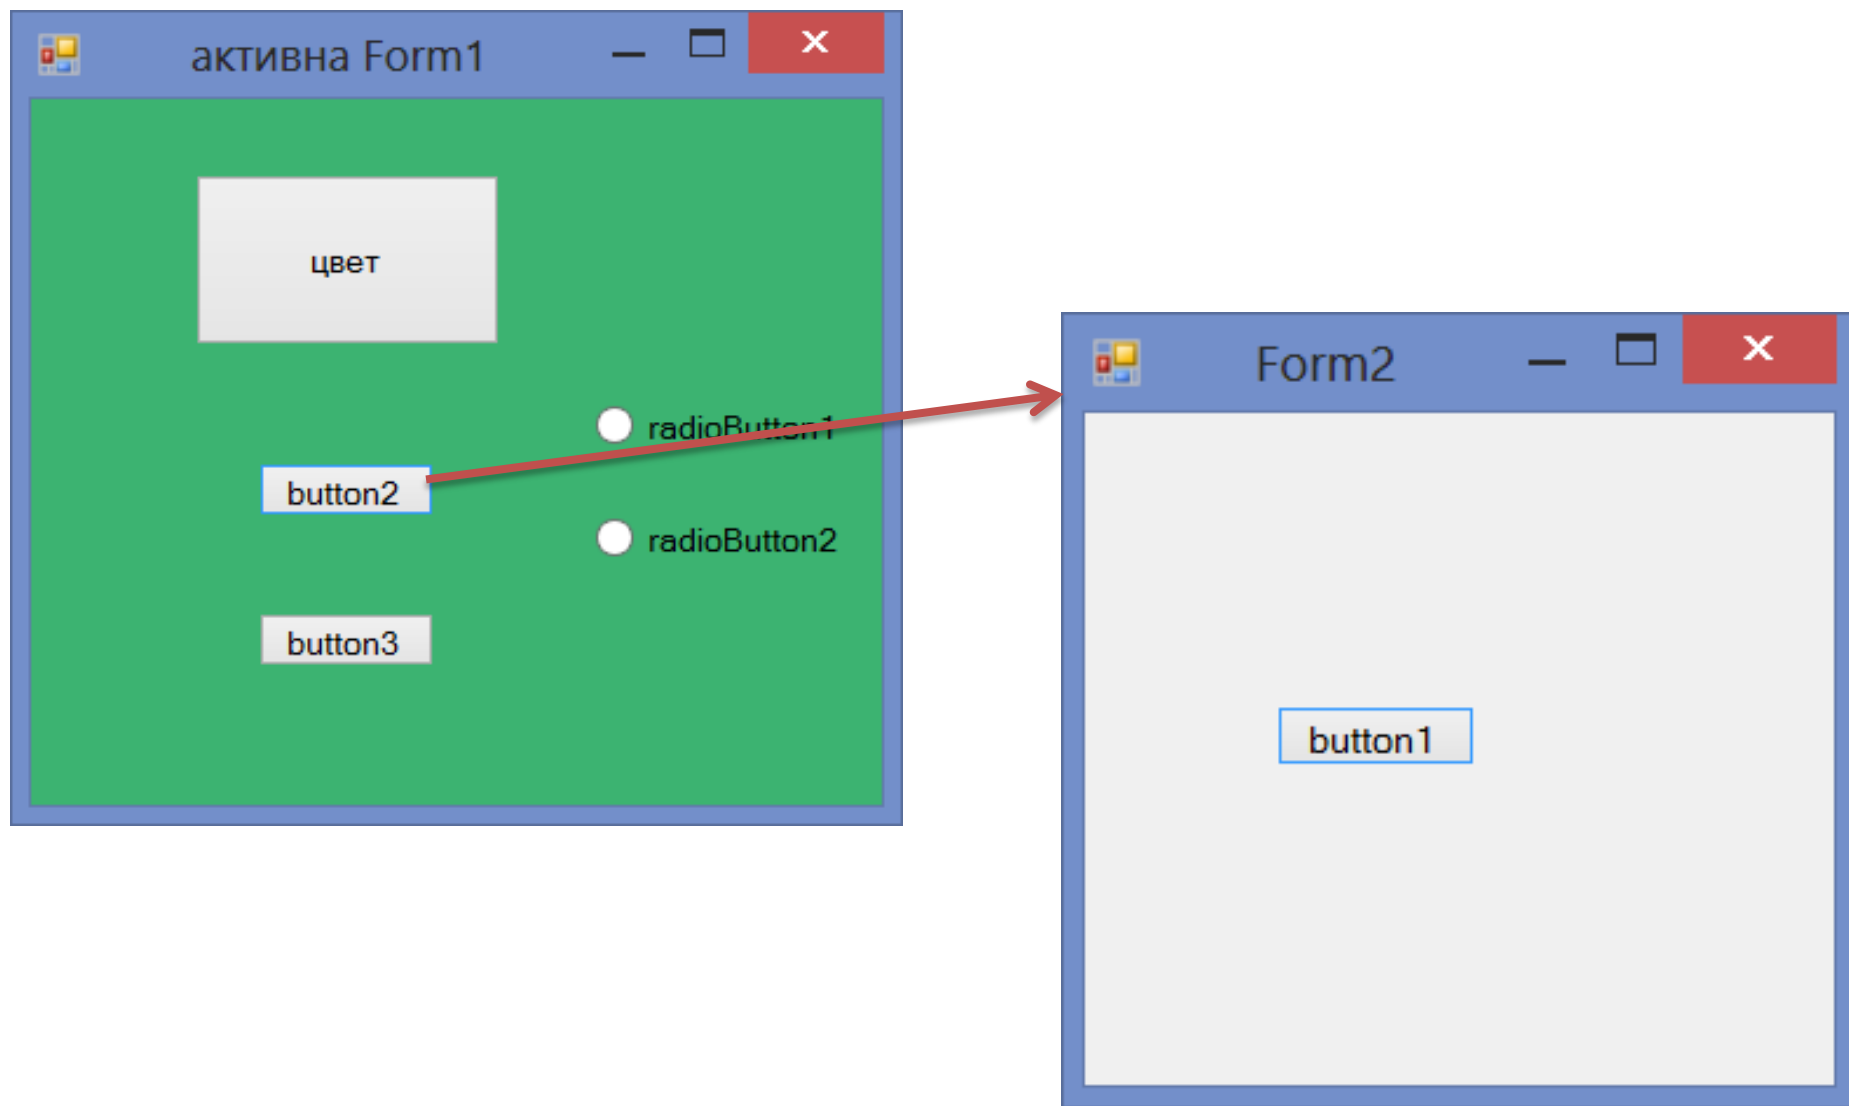 активна Form1
цвет
radioButton1
button2
radioButton2
button3
Form2
button1